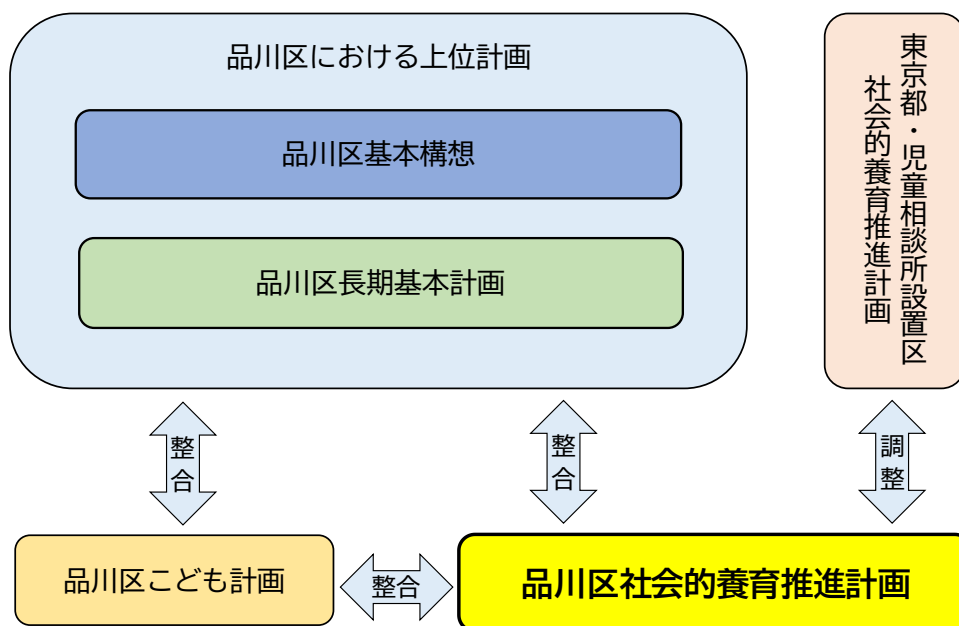 品川区における上位計画
品川区基本構想
品川区長期基本計画
東京都・児童相談所設置区
社会的養育推進計画
整合
整合
調整
品川区こども計画
整合
品川区社会的養育推進計画